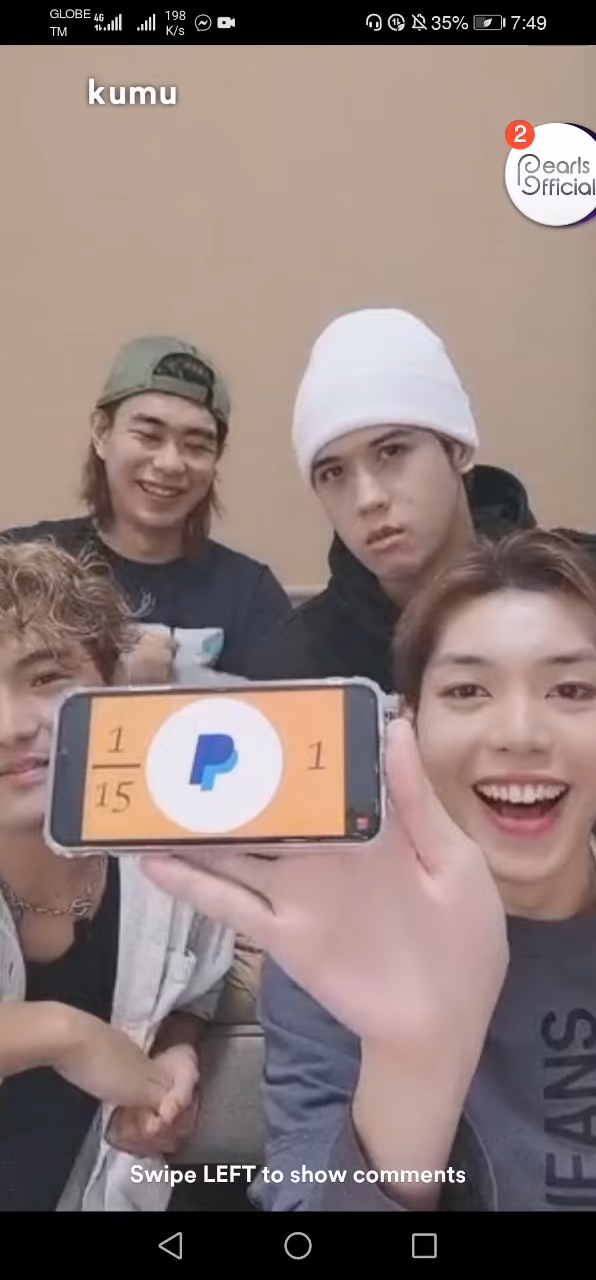 GLOBE
TM
4G
198
K/s
35%
7:49
kumu
2
Pearls
Official
1
15
1
JEANS
Swipe LEFT to show comments